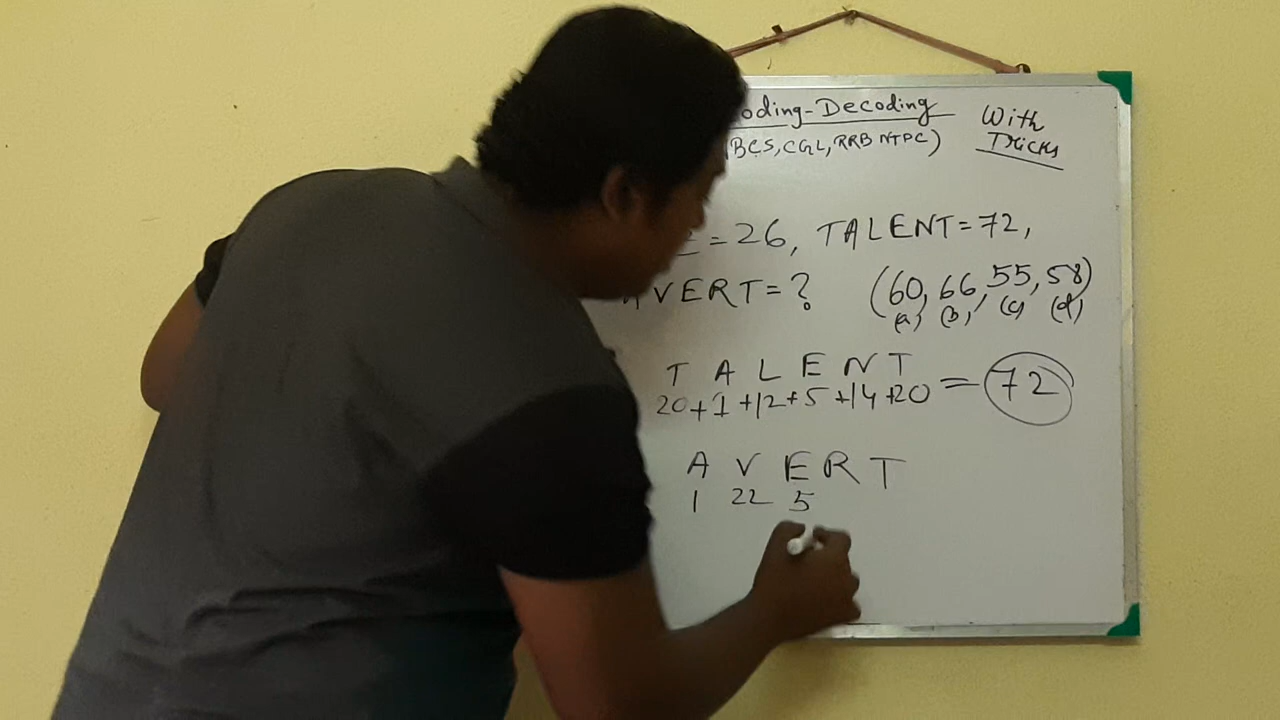 oding-Decoding
With Tricks
(BCS, CGL, RRB NTPC)
E = 26, TALENT = 72,
AVERT = ? (60, 66, 55, 58)
(a) (b) (c) (d)
T A L E N T
20 + 1 + 12 + 5 + 14 + 20 = 72
A V E R T
1 22 5